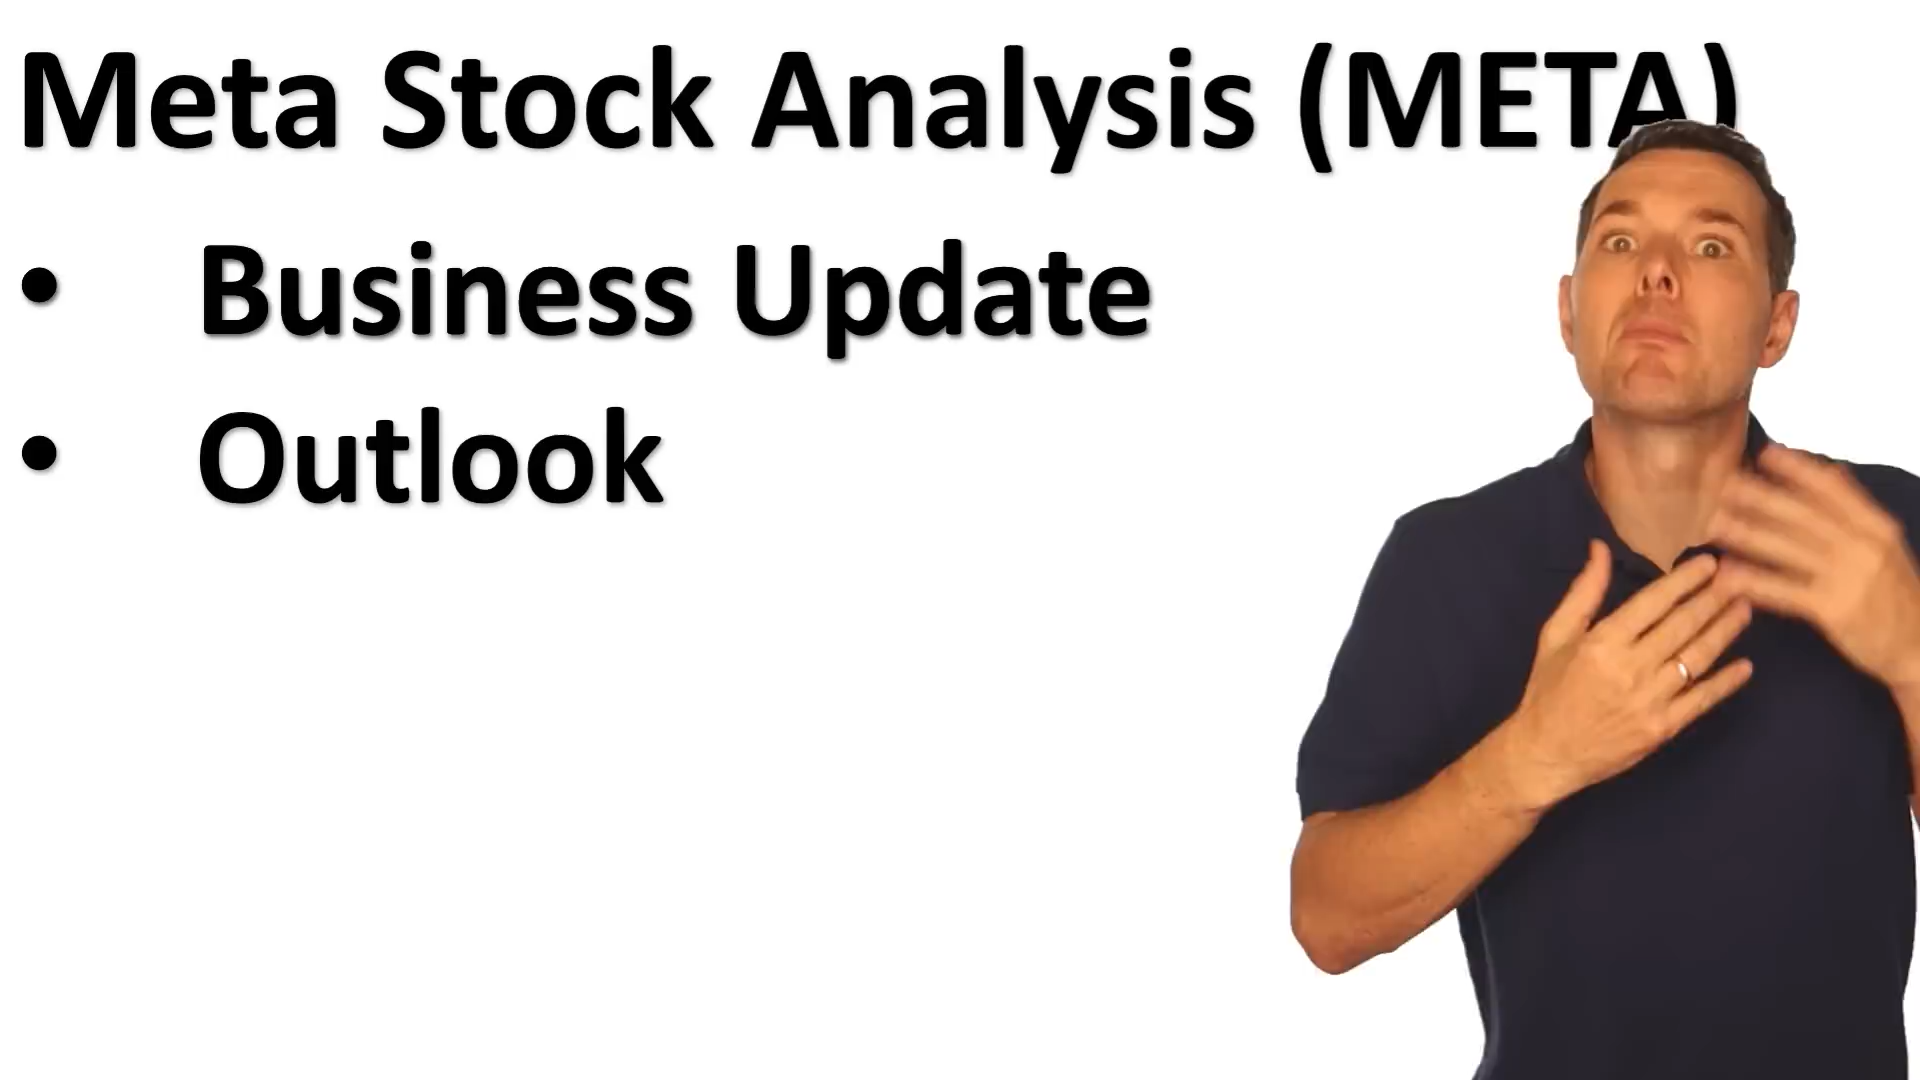 Meta Stock Analysis (META)
• Business Update
• Outlook